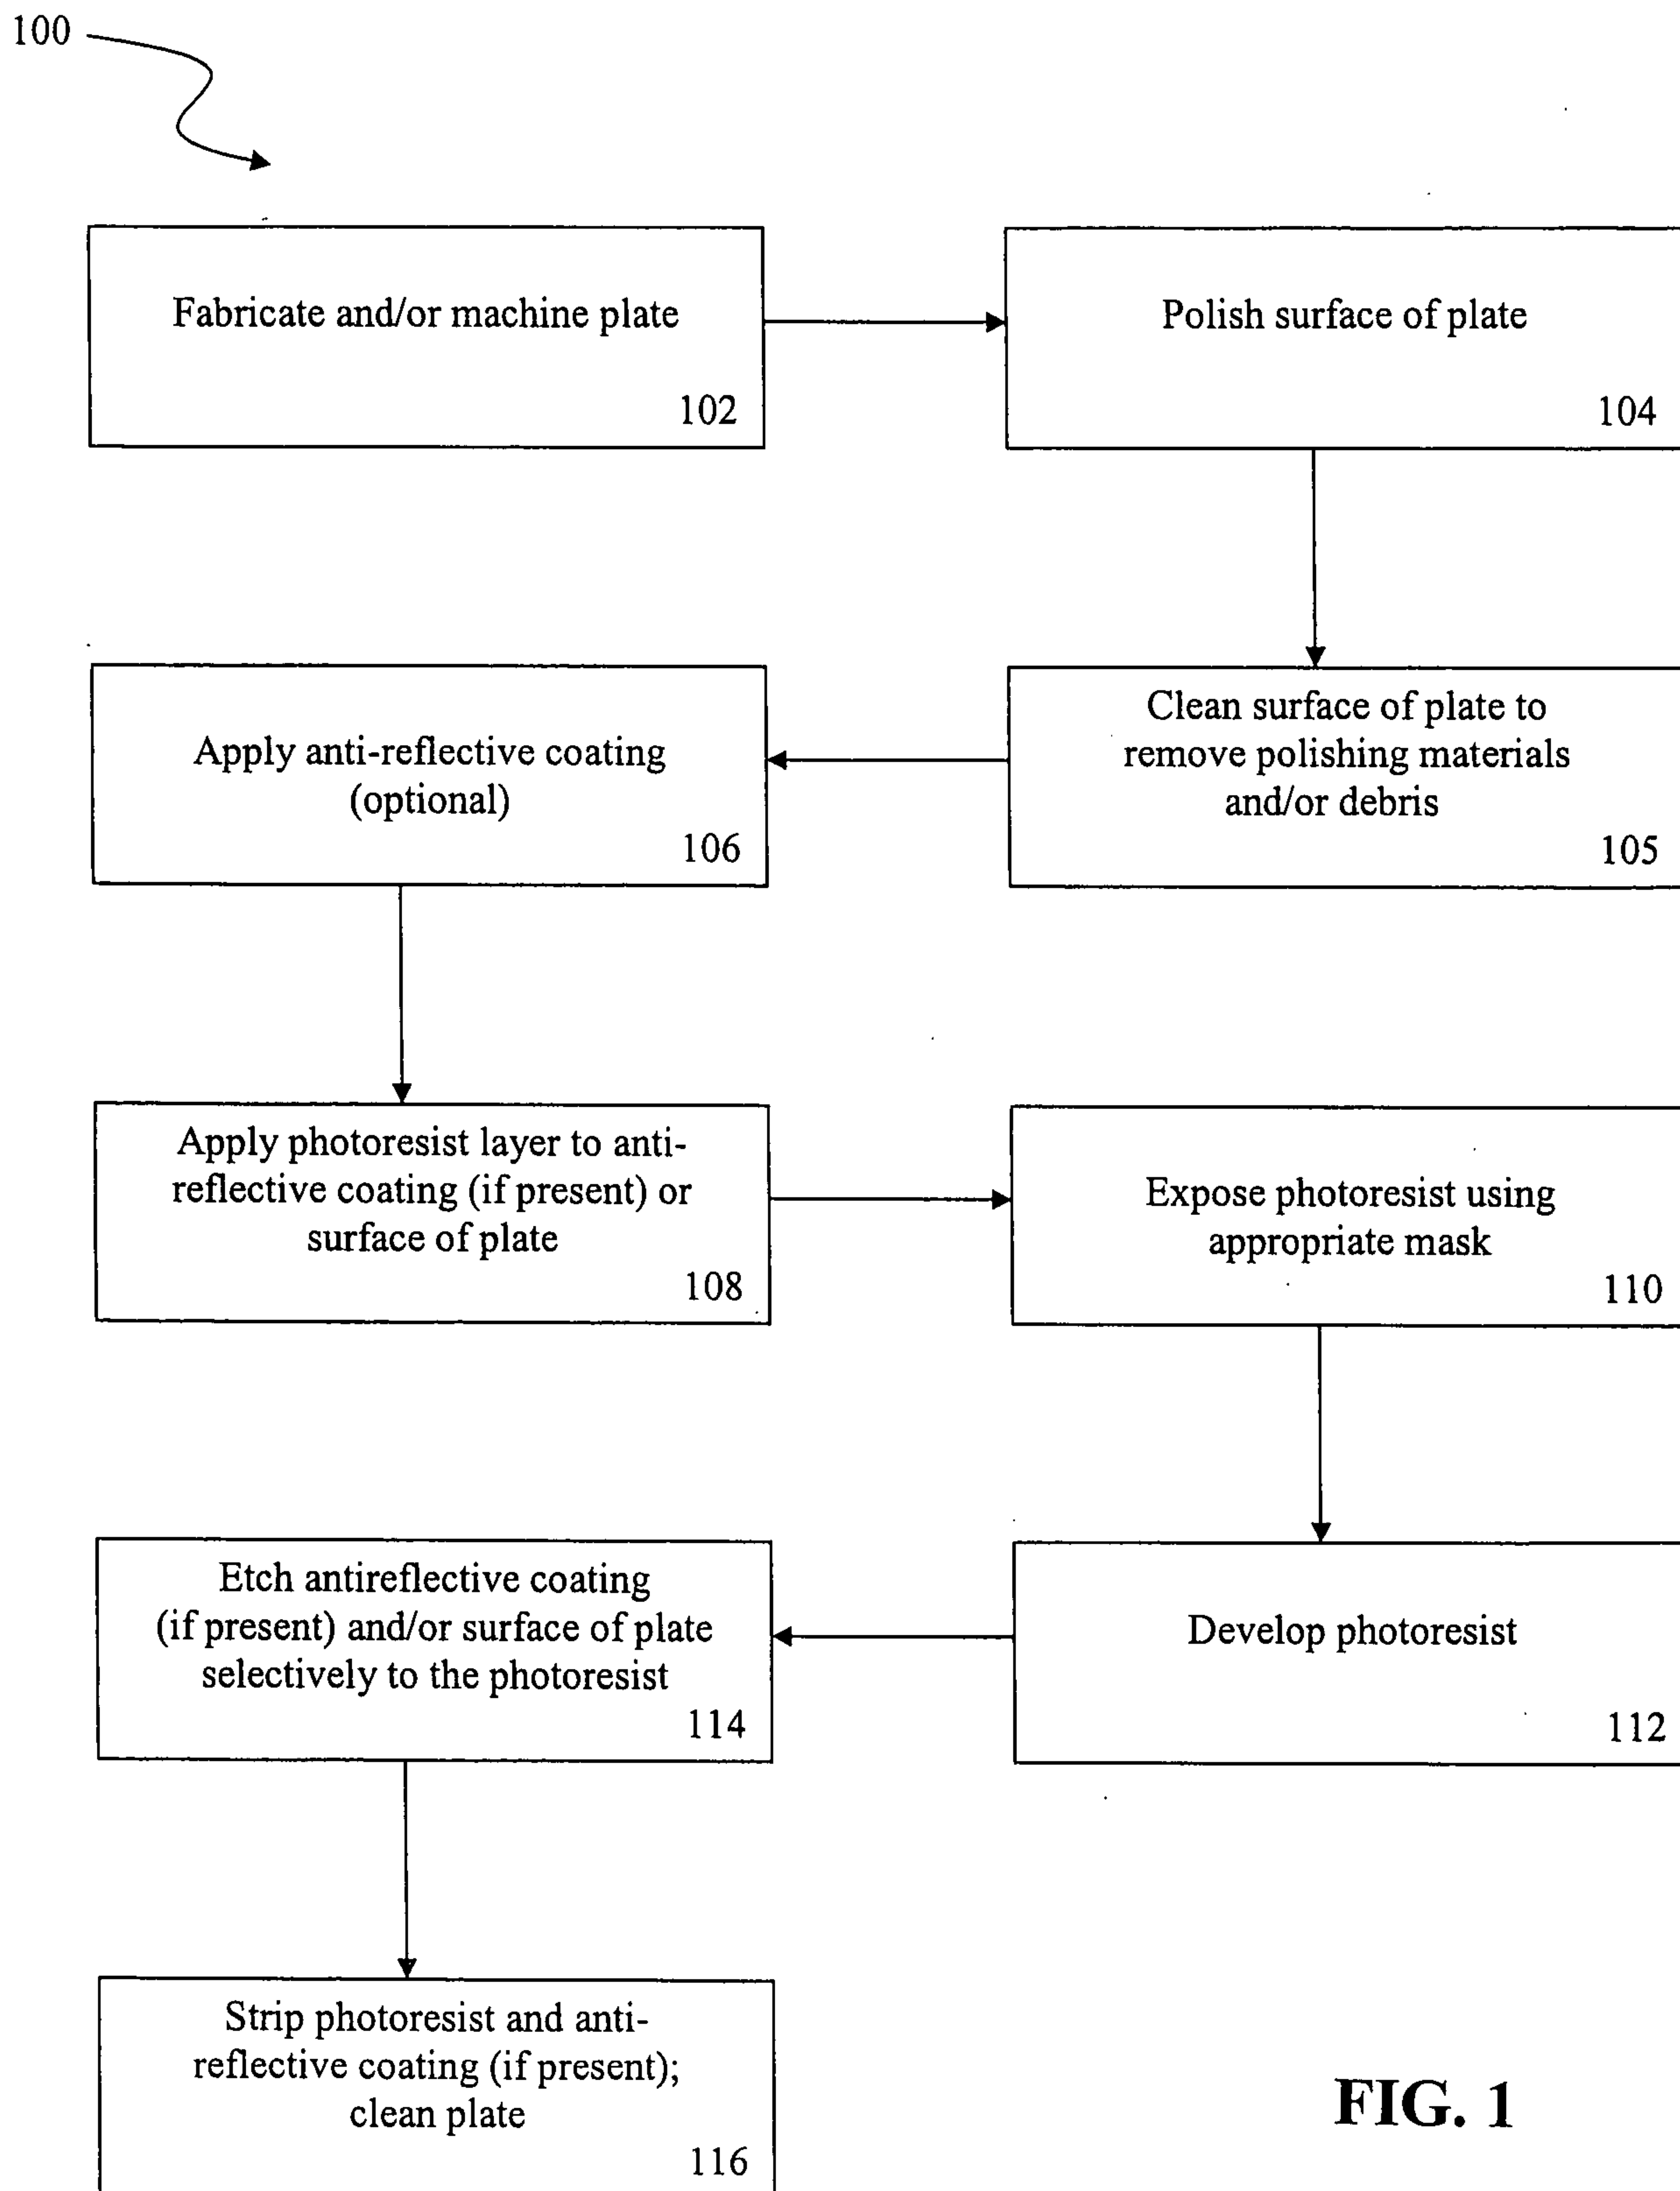 100
Fabricate and/or machine plate
102
Polish surface of plate
104
Clean surface of plate to
remove polishing materials
and/or debris
105
Apply anti-reflective coating
(optional)
106
Apply photoresist layer to anti-
reflective coating (if present) or
surface of plate
108
Expose photoresist using
appropriate mask
110
Develop photoresist
112
Etch antireflective coating
(if present) and/or surface of plate
selectively to the photoresist
114
Strip photoresist and anti-
reflective coating (if present);
clean plate
116
FIG. 1